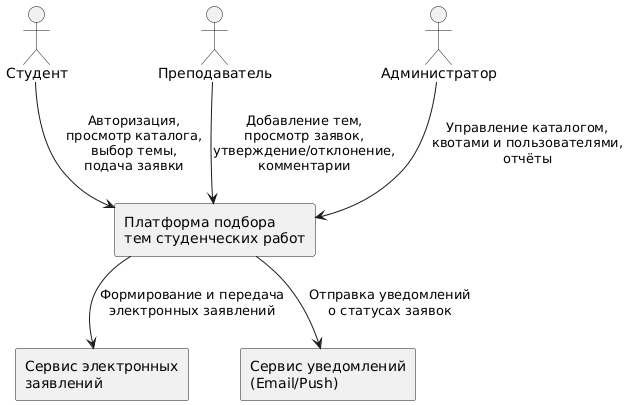 Студент
Преподаватель
Администратор
Авторизация,
просмотр каталога,
выбор темы,
подача заявки
Добавление тем,
просмотр заявок,
утверждение/отклонение,
комментарии
Управление каталогом,
квотами и пользователями,
отчёты
Платформа подбора
тем студенческих работ
Формирование и передача
электронных заявлений
Отправка уведомлений
о статусах заявок
Сервис электронных
заявлений
Сервис уведомлений
(Email/Push)